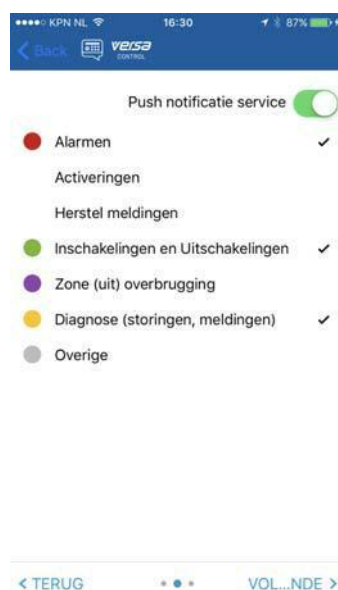 KPN NL 16:30 87%
Back versa CONTROL
Push notificatie service
Alarmen
Activeringen
Herstel meldingen
Inschakelingen en Uitschakelingen
Zone (uit) overbrugging
Diagnose (storingen, meldingen)
Overige
< TERUG VOL...NDE >